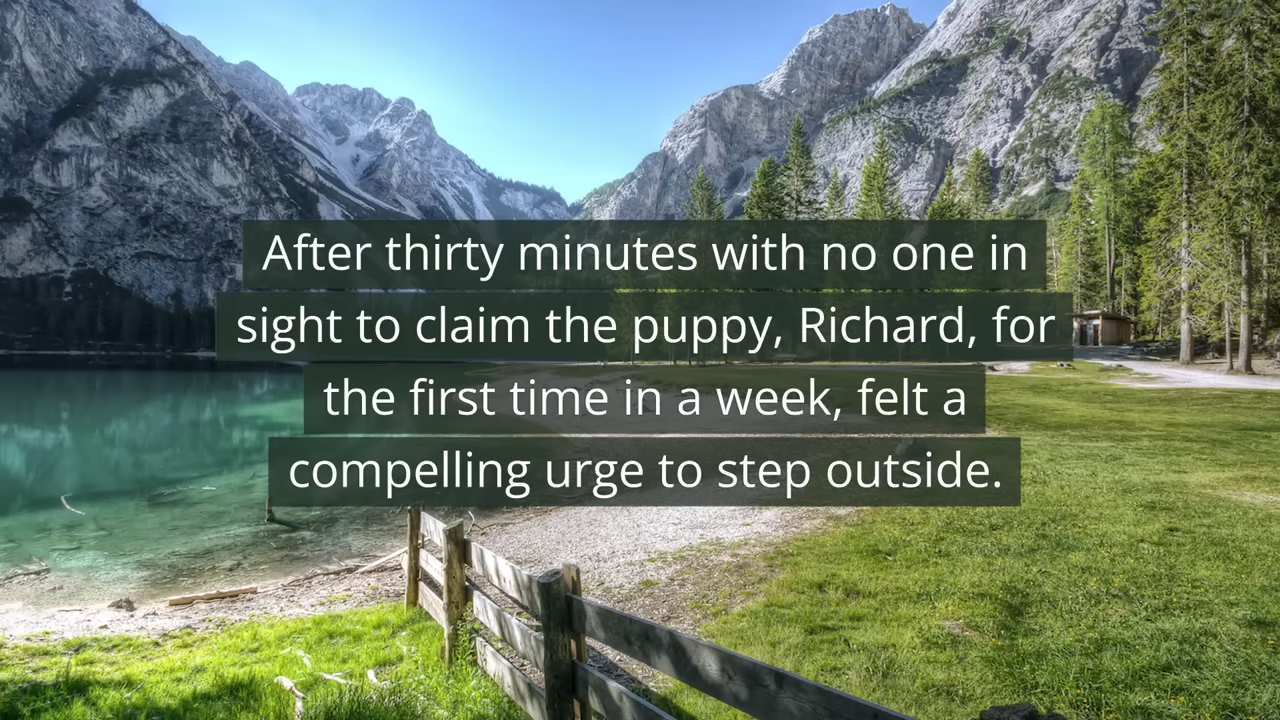 After thirty minutes with no one in
sight to claim the puppy, Richard, for
the first time in a week, felt a
compelling urge to step outside.